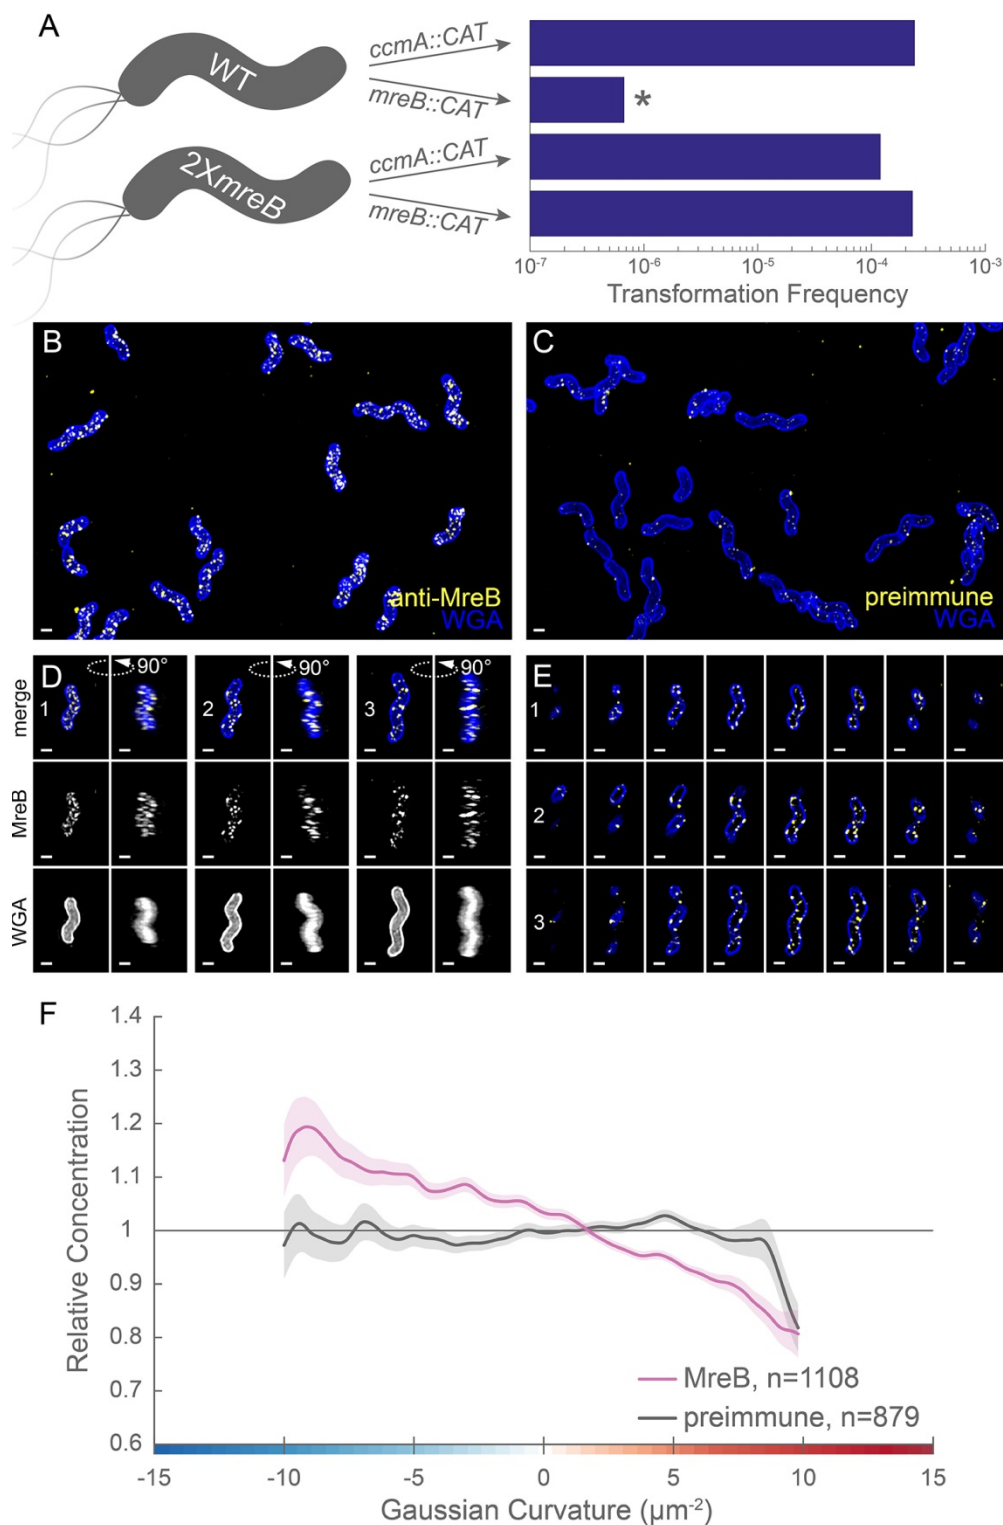 A
WT
ccmA::CAT
mreB::CAT
*
2XmreB
ccmA::CAT
mreB::CAT
10-7 10-6 10-5 10-4 10-3
Transformation Frequency
B
anti-MreB
WGA
C
preimmune
WGA
D
90° 90° 90°
merge
1 2 3
MreB
WGA
E
1
2
3
F
Relative Concentration
1.4
1.3
1.2
1.1
1
0.9
0.8
0.7
0.6
MreB, n=1108
preimmune, n=879
-15 -10 -5 0 5 10 15
Gaussian Curvature (µm-2)